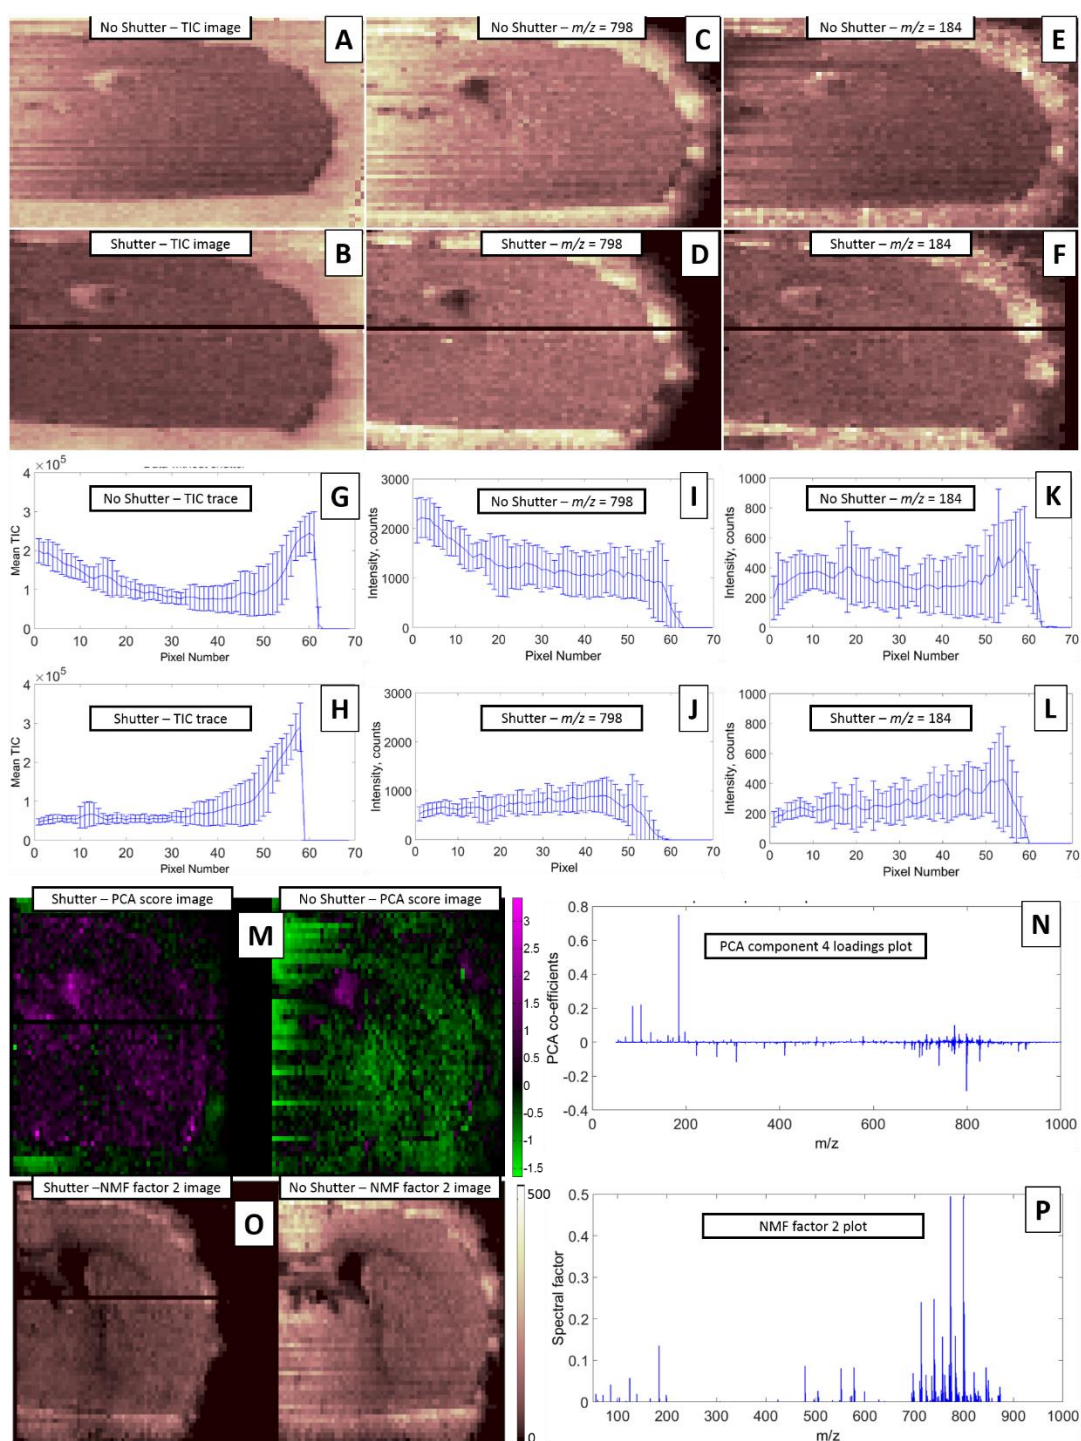 No Shutter – TIC image
A
No Shutter – m/z = 798
C
No Shutter – m/z = 184
E
Shutter – TIC image
B
Shutter – m/z = 798
D
Shutter – m/z = 184
F
×10⁵
4
3
2
1
0
Mean TIC
No Shutter – TIC trace
G
0 10 20 30 40 50 60 70
Pixel Number
3000
2000
1000
0
Intensity, counts
No Shutter – m/z = 798
I
0 10 20 30 40 50 60 70
Pixel Number
1000
800
600
400
200
0
Intensity, counts
No Shutter – m/z = 184
K
0 10 20 30 40 50 60 70
Pixel Number
×10⁵
4
3
2
1
0
Mean TIC
Shutter – TIC trace
H
0 10 20 30 40 50 60 70
Pixel Number
3000
2000
1000
0
Intensity, counts
Shutter – m/z = 798
J
0 10 20 30 40 50 60 70
Pixel
1000
800
600
400
200
0
Intensity, counts
Shutter – m/z = 184
L
0 10 20 30 40 50 60 70
Pixel Number
Shutter – PCA score image
M
No Shutter – PCA score image
3
2.5
2
1.5
1
0.5
0
-0.5
-1
-1.5
0.8
0.6
0.4
0.2
0
-0.2
-0.4
PCA co-efficients
PCA component 4 loadings plot
N
0 200 400 600 800 1000
m/z
Shutter –NMF factor 2 image
O
No Shutter – NMF factor 2 image
500
0
0.5
0.4
0.3
0.2
0.1
0
Spectral factor
NMF factor 2 plot
P
100 200 300 400 500 600 700 800 900 1000
m/z